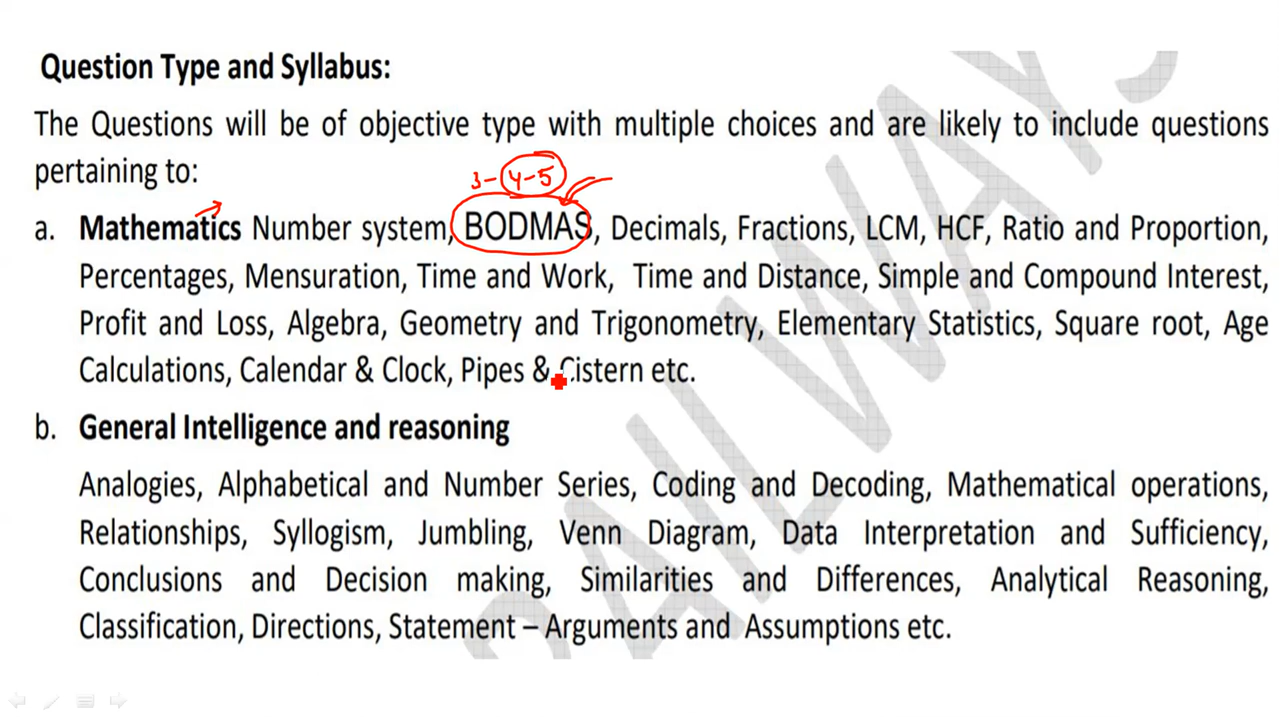 Question Type and Syllabus:
The Questions will be of objective type with multiple choices and are likely to include questions
pertaining to:
3-4-5
a. Mathematics Number system, BODMAS, Decimals, Fractions, LCM, HCF, Ratio and Proportion,
Percentages, Mensuration, Time and Work, Time and Distance, Simple and Compound Interest,
Profit and Loss, Algebra, Geometry and Trigonometry, Elementary Statistics, Square root, Age
Calculations, Calendar & Clock, Pipes & Cistern etc.
b. General Intelligence and reasoning
Analogies, Alphabetical and Number Series, Coding and Decoding, Mathematical operations,
Relationships, Syllogism, Jumbling, Venn Diagram, Data Interpretation and Sufficiency,
Conclusions and Decision making, Similarities and Differences, Analytical Reasoning,
Classification, Directions, Statement – Arguments and Assumptions etc.
RAILWAYS